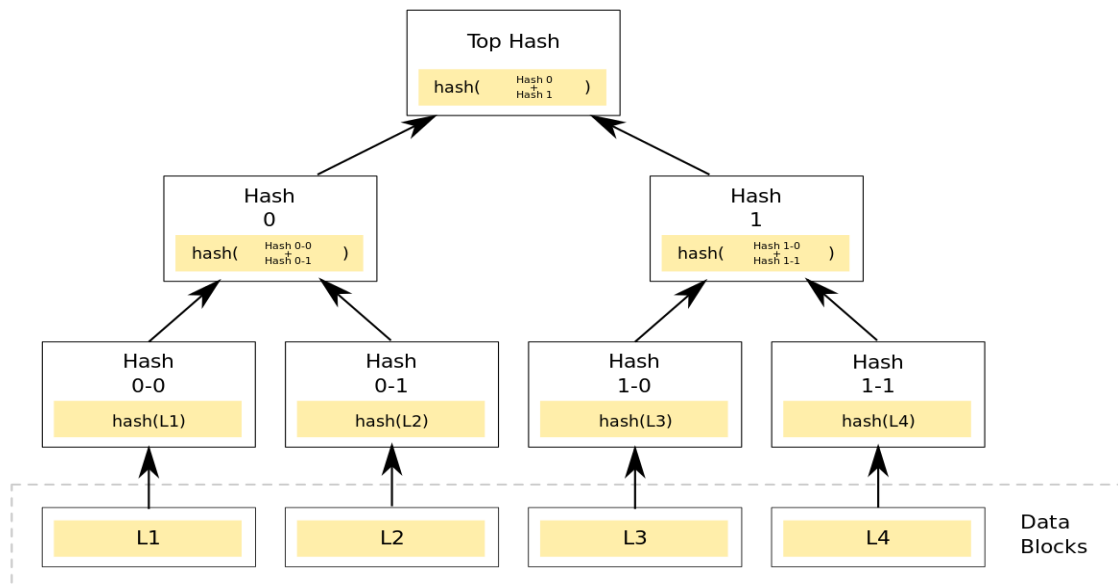 Top Hash
hash( Hash 0 + Hash 1 )
Hash
0
hash( Hash 0-0 + Hash 0-1 )
Hash
1
hash( Hash 1-0 + Hash 1-1 )
Hash
0-0
hash(L1)
Hash
0-1
hash(L2)
Hash
1-0
hash(L3)
Hash
1-1
hash(L4)
L1
L2
L3
L4
Data
Blocks